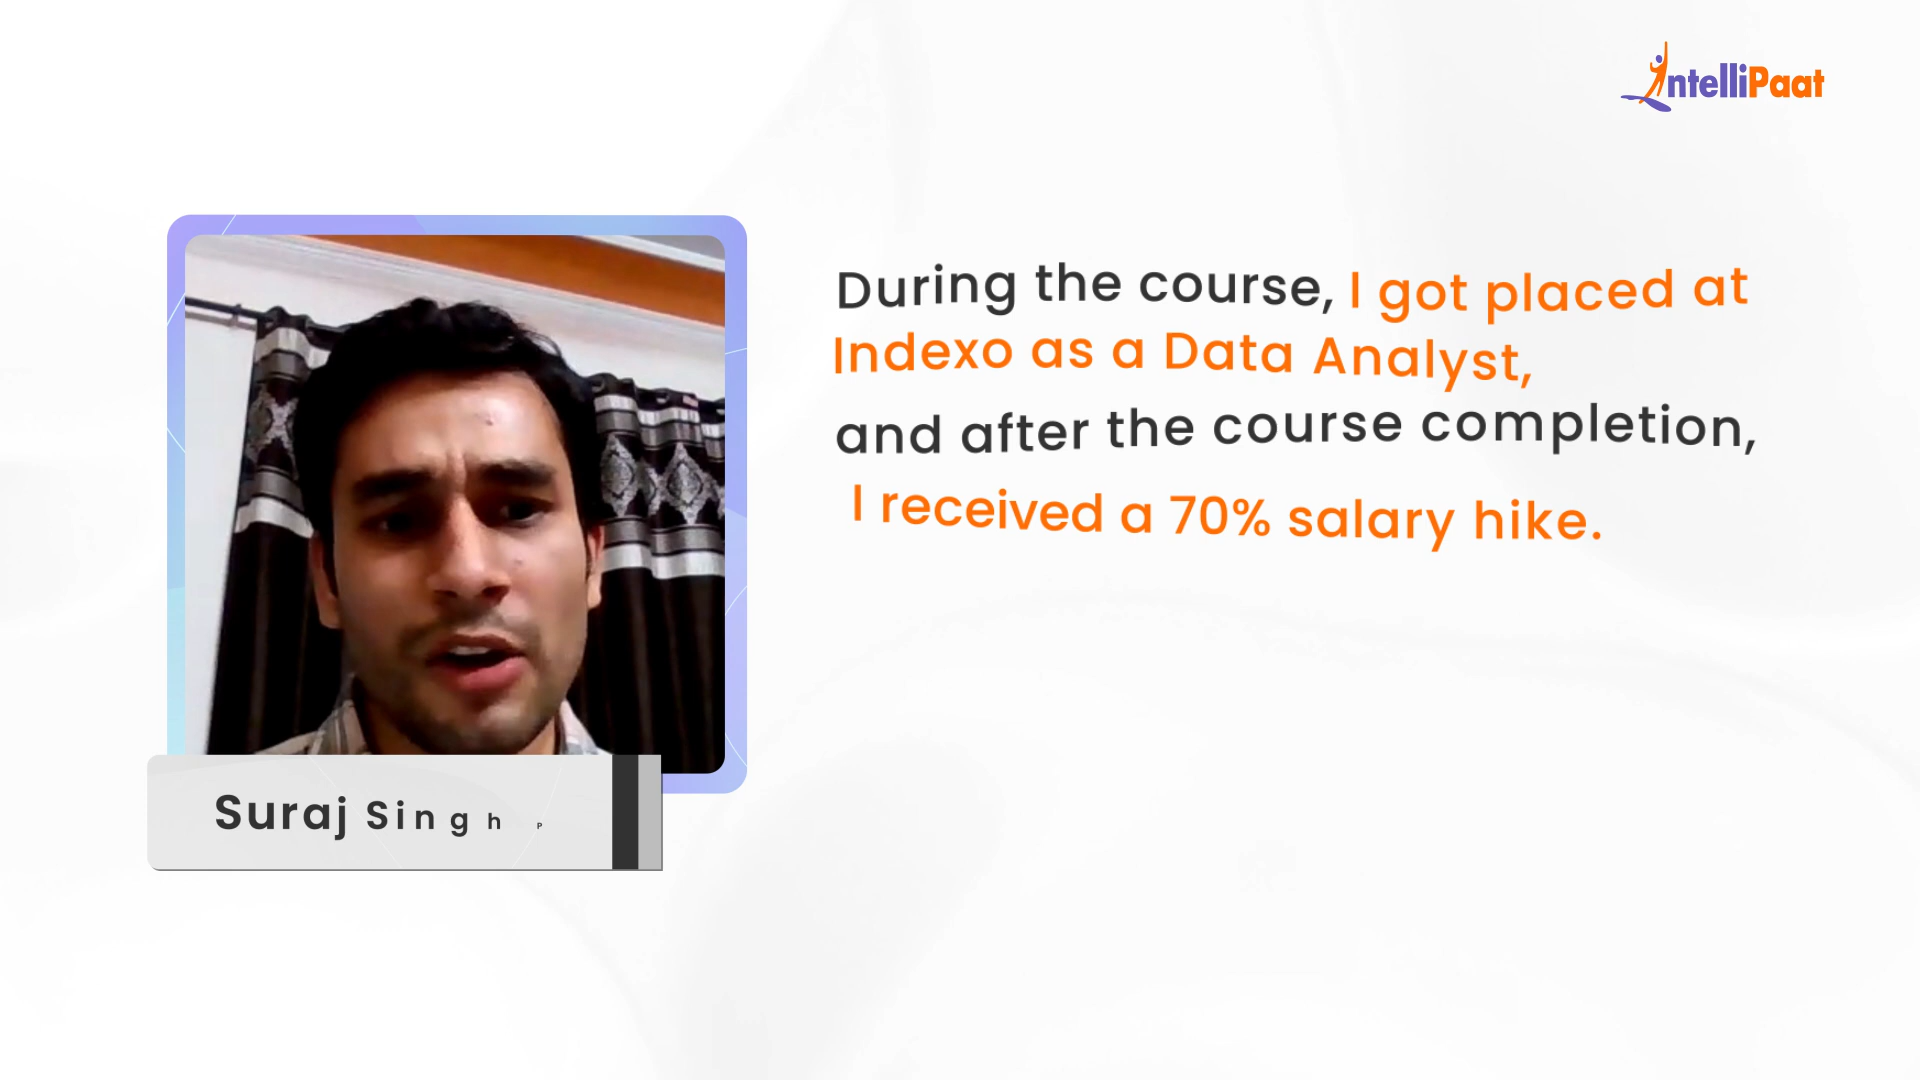 IntelliPaat
During the course, I got placed at
Indexo as a Data Analyst,
and after the course completion,
I received a 70% salary hike.
Suraj Singh P